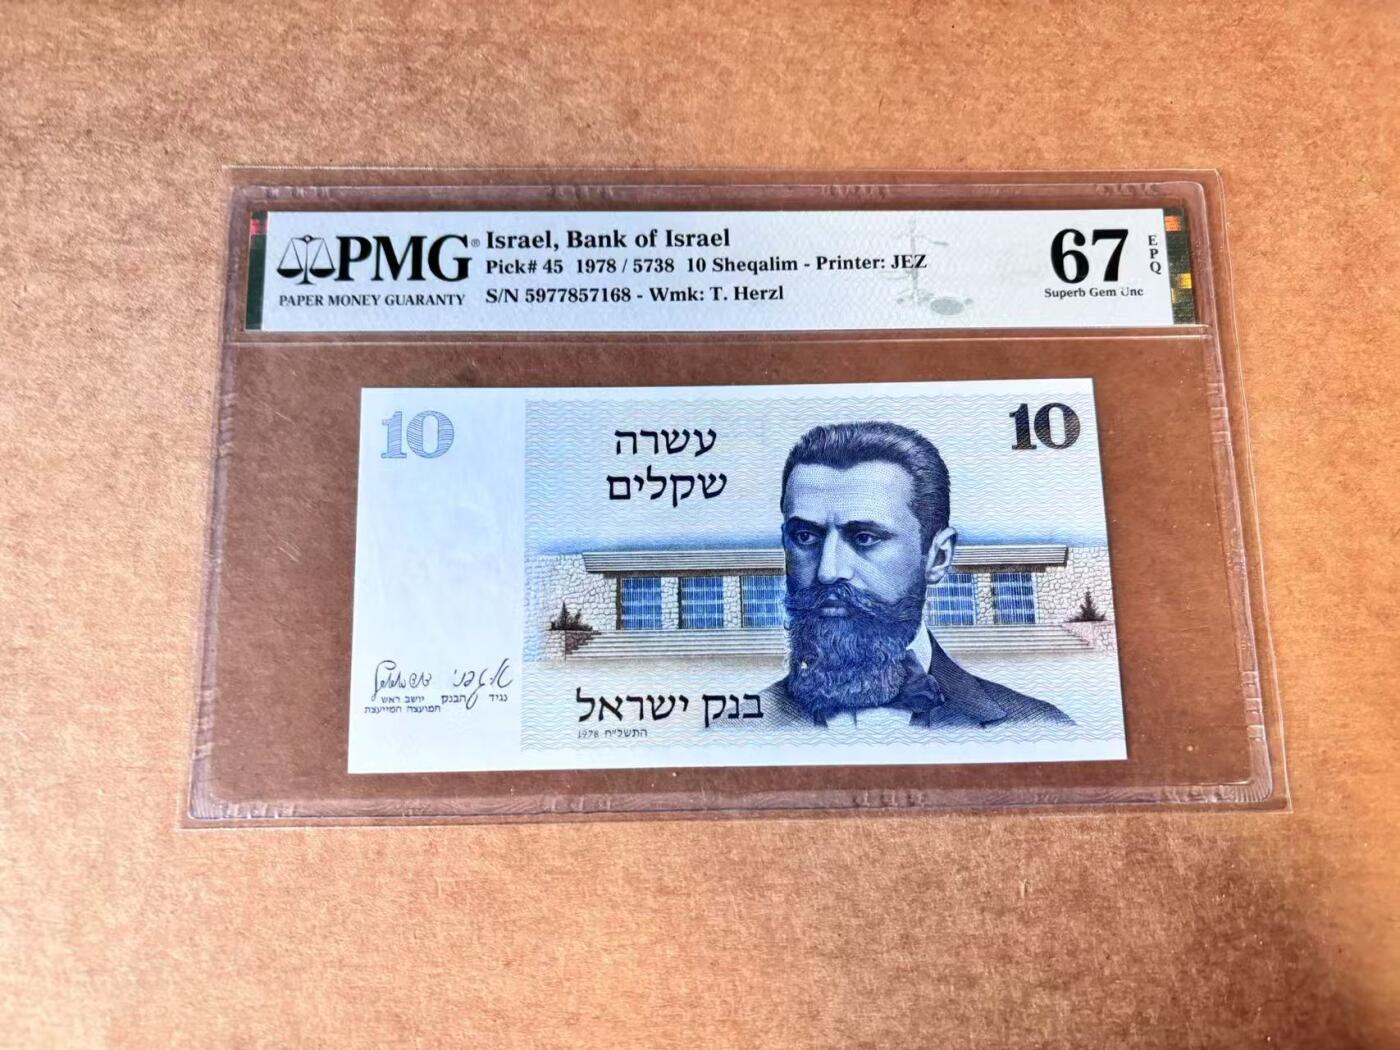 PMG®
PAPER MONEY GUARANTY
Israel, Bank of Israel
Pick# 45 1978 / 5738 10 Sheqalim - Printer: JEZ
S/N 5977857168 - Wmk: T. Herzl
67
EPQ
Superb Gem Unc
10
10
עשרה
שקלים
בנק ישראל
1978 התשל״ח
נגיד הבנק
יושב ראש
המועצה המייעצת